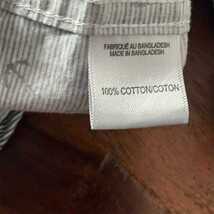 FABRIQUÉ AU BANGLADESH
MADE IN BANGLADESH
100% COTTON/COTON